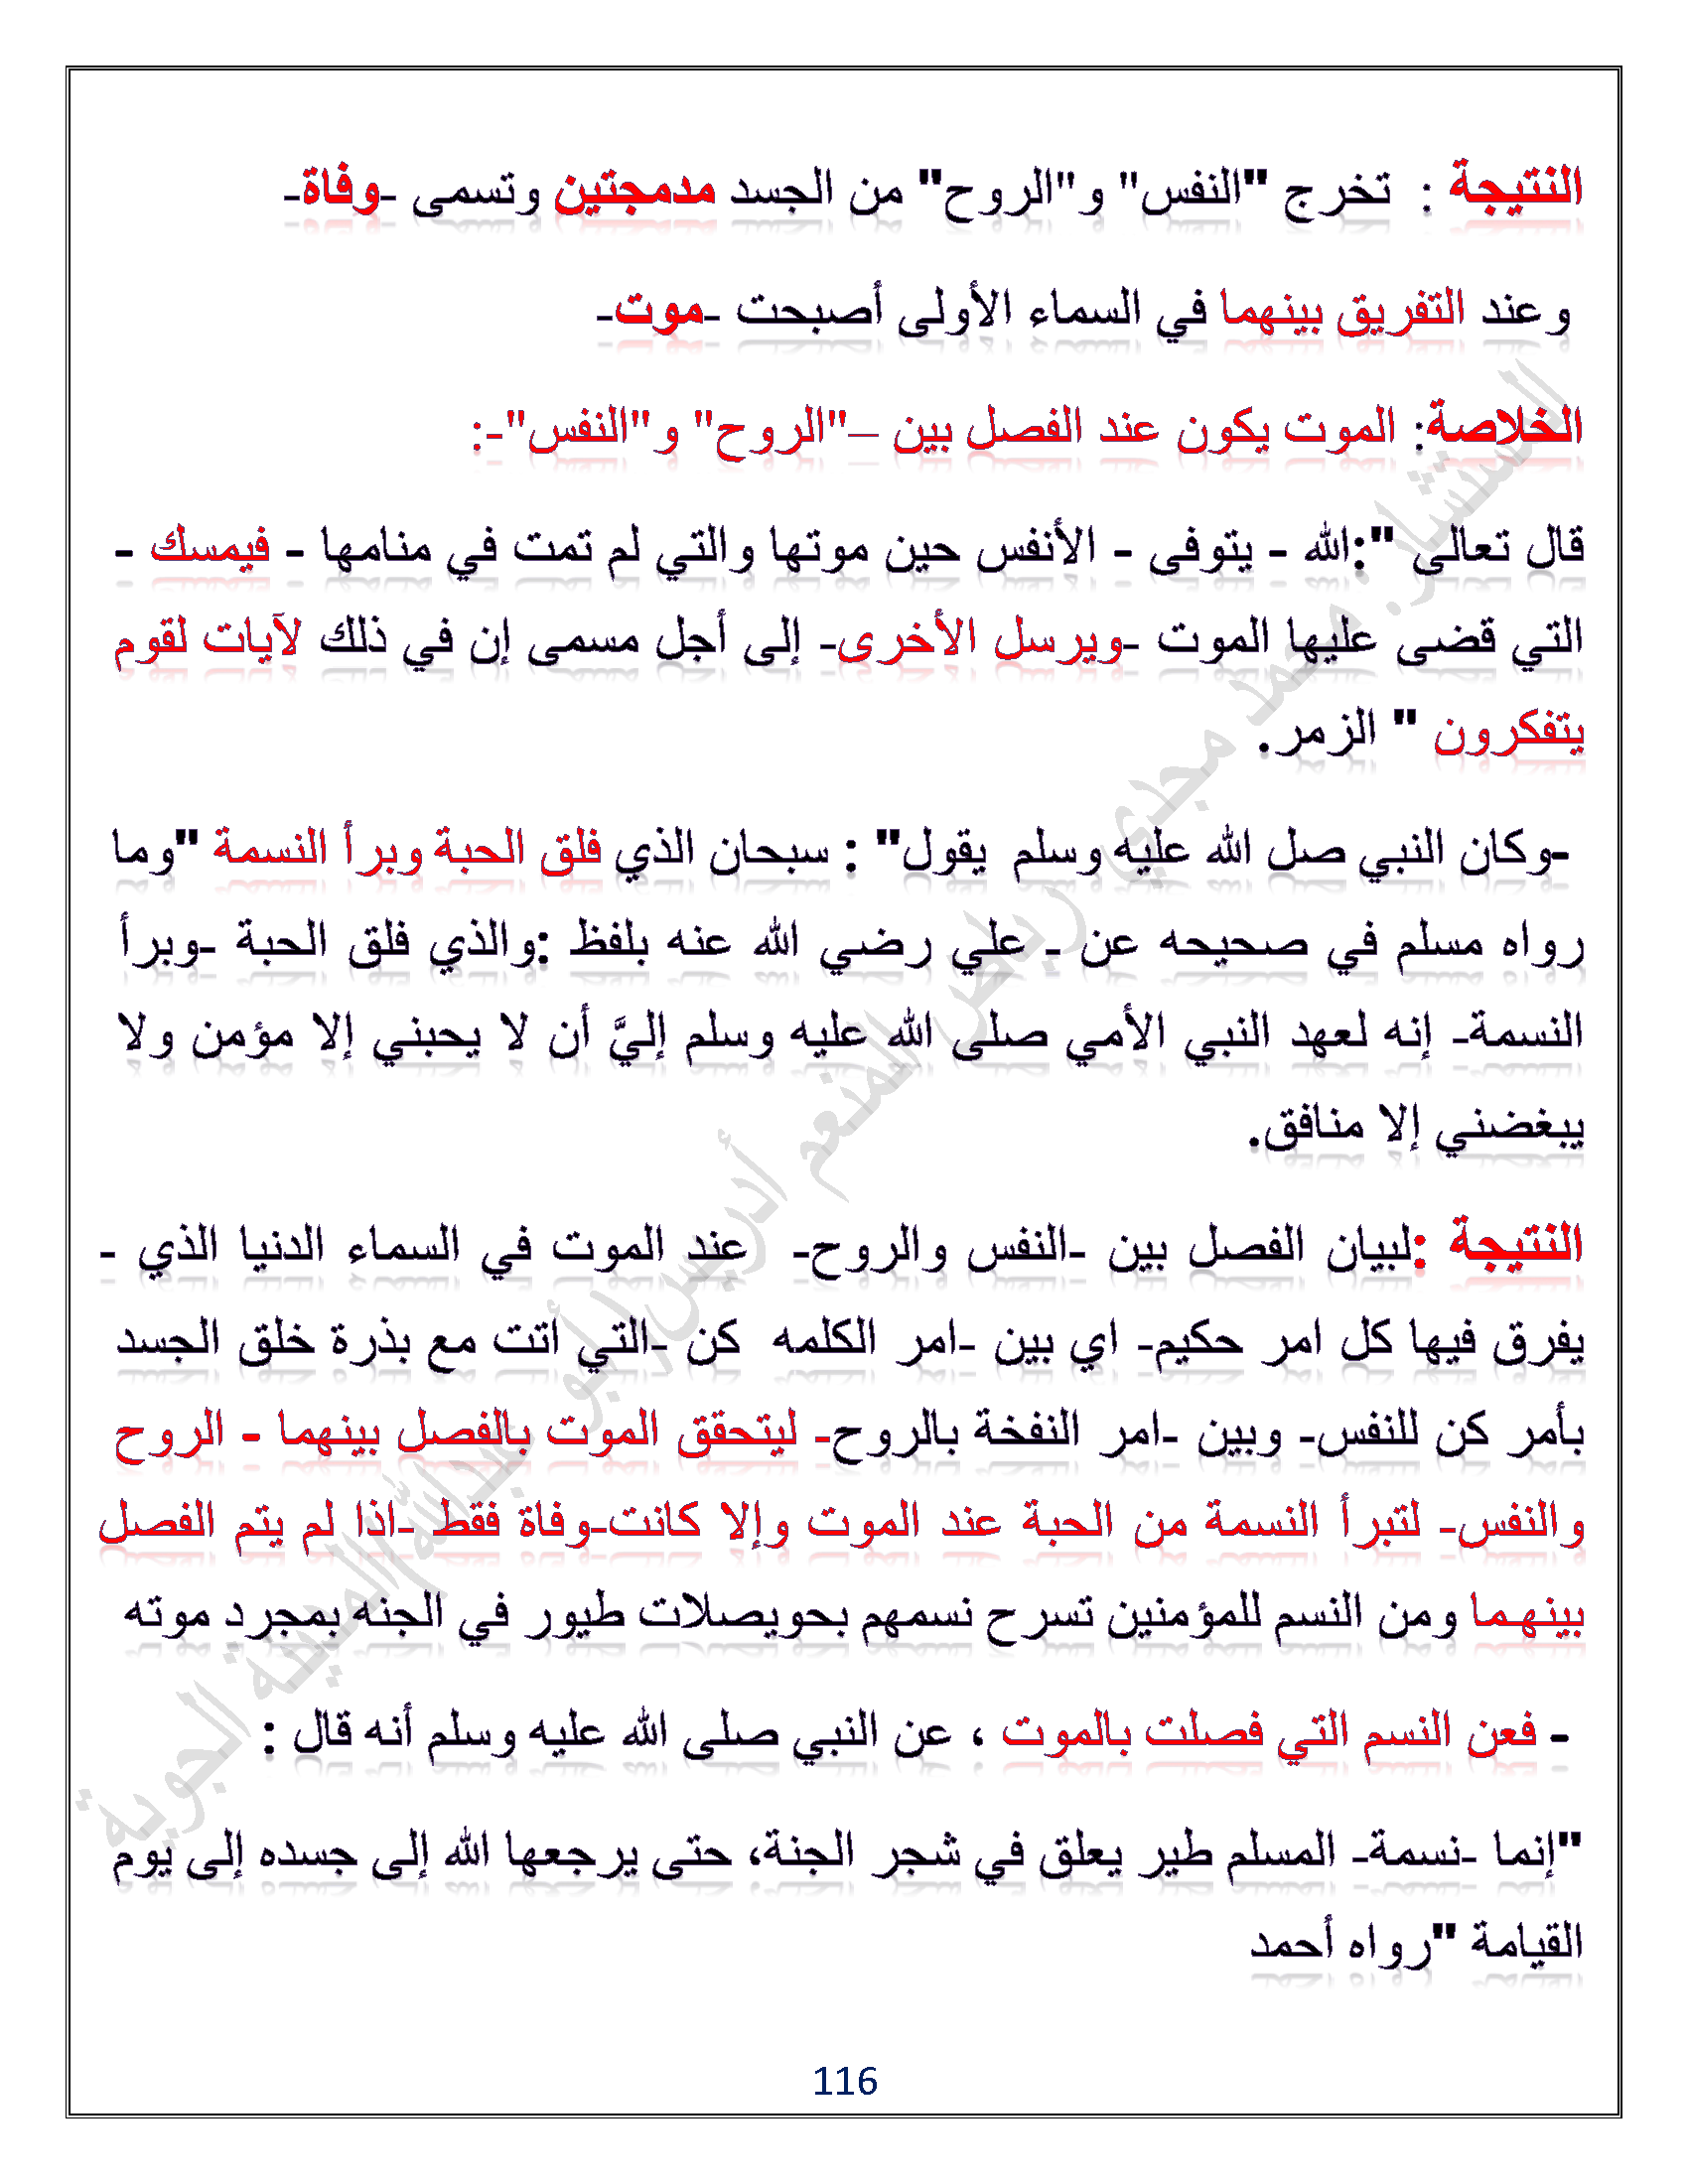 النتيجة : تخرج "النفس" و"الروح" من الجسد مدمجتين وتسمى -وفاة-
وعند التفريق بينهما في السماء الأولى أصبحت -موت-
الخلاصة: الموت يكون عند الفصل بين –"الروح" و"النفس"-:
قال تعالى ":الله - يتوفى - الأنفس حين موتها والتي لم تمت في منامها - فيمسك -
التي قضى عليها الموت -ويرسل الأخرى- إلى أجل مسمى إن في ذلك لآيات لقوم
يتفكرون " الزمر.
-وكان النبي صل الله عليه وسلم يقول" : سبحان الذي فلق الحبة وبرأ النسمة "وما
رواه مسلم في صحيحه عن ـ علي رضي الله عنه بلفظ :والذي فلق الحبة -وبرأ
النسمة- إنه لعهد النبي الأمي صلى الله عليه وسلم إليَّ أن لا يحبني إلا مؤمن ولا
يبغضني إلا منافق.
النتيجة :لبيان الفصل بين -النفس والروح- عند الموت في السماء الدنيا الذي -
يفرق فيها كل امر حكيم- اي بين -امر الكلمه كن -التي اتت مع بذرة خلق الجسد
بأمر كن للنفس- وبين -امر النفخة بالروح- ليتحقق الموت بالفصل بينهما - الروح
والنفس- لتبرأ النسمة من الحبة عند الموت وإلا كانت-وفاة فقط -اذا لم يتم الفصل
بينهـما ومن النسم للمؤمنين تسرح نسمهم بحويصلات طيور في الجنه بمجرد موته
- فعن النسم التي فصلت بالموت ، عن النبي صلى الله عليه وسلم أنه قال :
"إنما -نسمة- المسلم طير يعلق في شجر الجنة، حتى يرجعها الله إلى جسده إلى يوم
القيامة "رواه أحمد
116
المستشار: محمد مجدي رياض المنعم أدريس/أبو عبدالله/المدينة الجوية